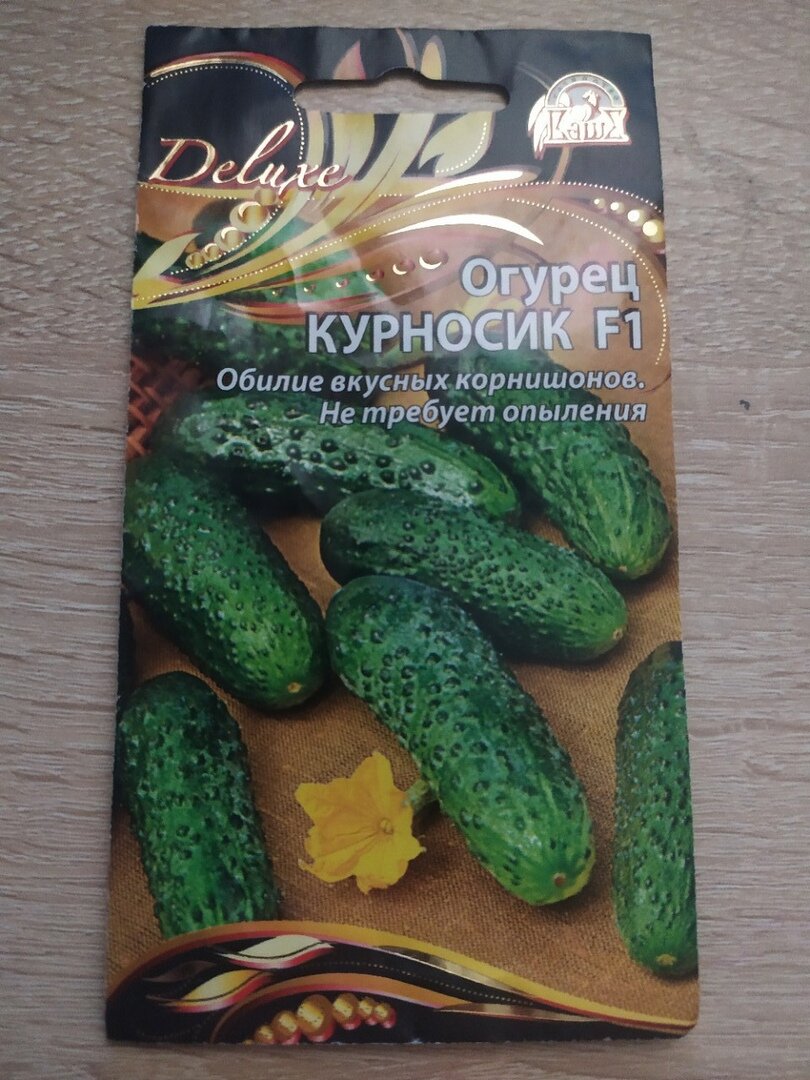 Deluxe
Огурец
КУРНОСИК F1
Обилие вкусных корнишонов.
Не требует опыления